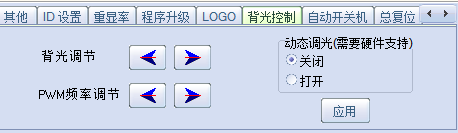 其他 ID 设置 重显率 程序升级 LOGO 背光控制 自动开关机 总复位
背光调节
PWM频率调节
动态调光(需要硬件支持)
关闭
打开
应用